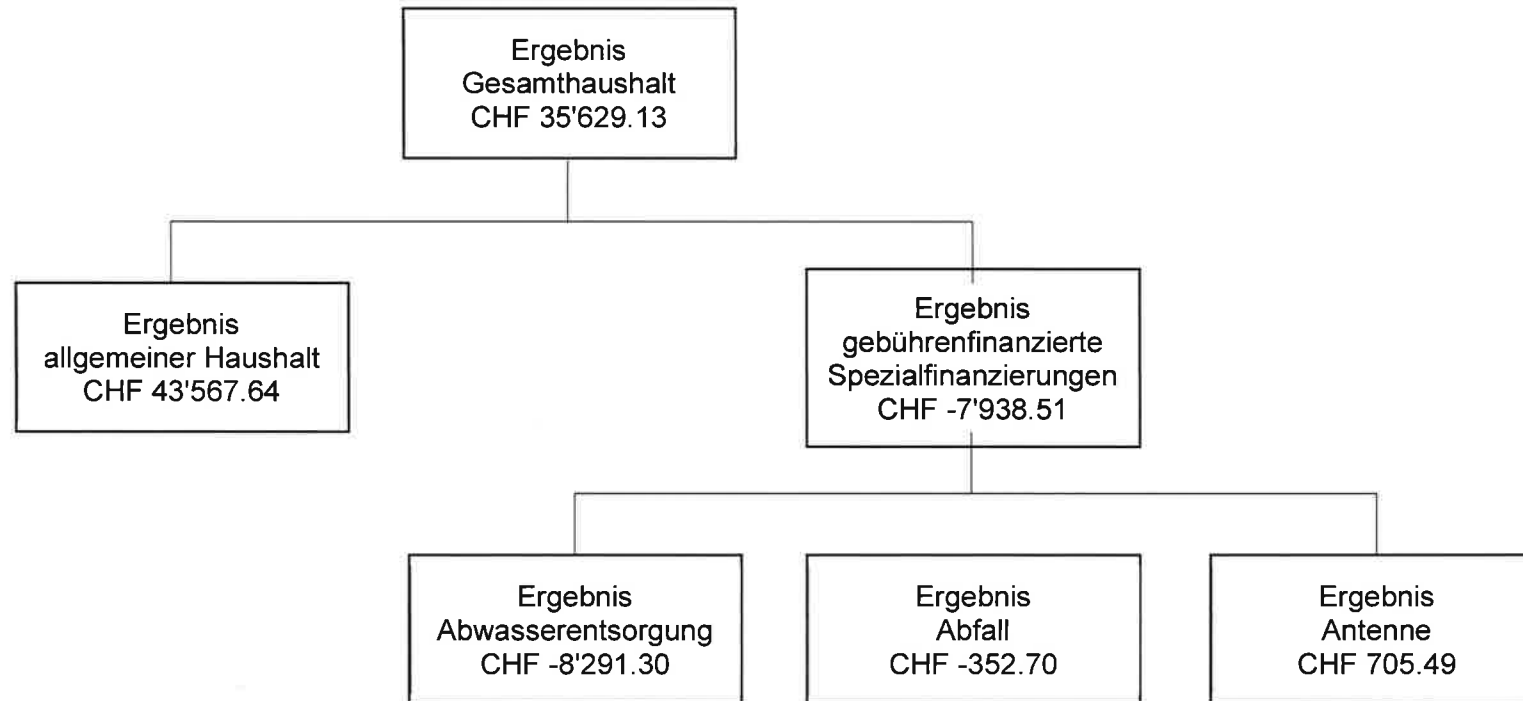 Ergebnis
Gesamthaushalt
CHF 35'629.13
Ergebnis
allgemeiner Haushalt
CHF 43'567.64
Ergebnis
gebührenfinanzierte
Spezialfinanzierungen
CHF -7'938.51
Ergebnis
Abwasserentsorgung
CHF -8'291.30
Ergebnis
Abfall
CHF -352.70
Ergebnis
Antenne
CHF 705.49